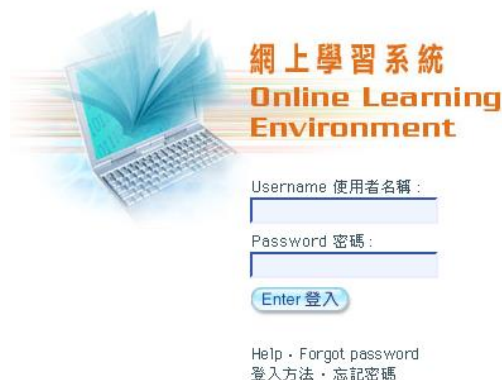 網上學習系統
Online Learning
Environment
Username 使用者名稱 :
Password 密碼 :
Enter 登入
Help · Forgot password
登入方法 · 忘記密碼